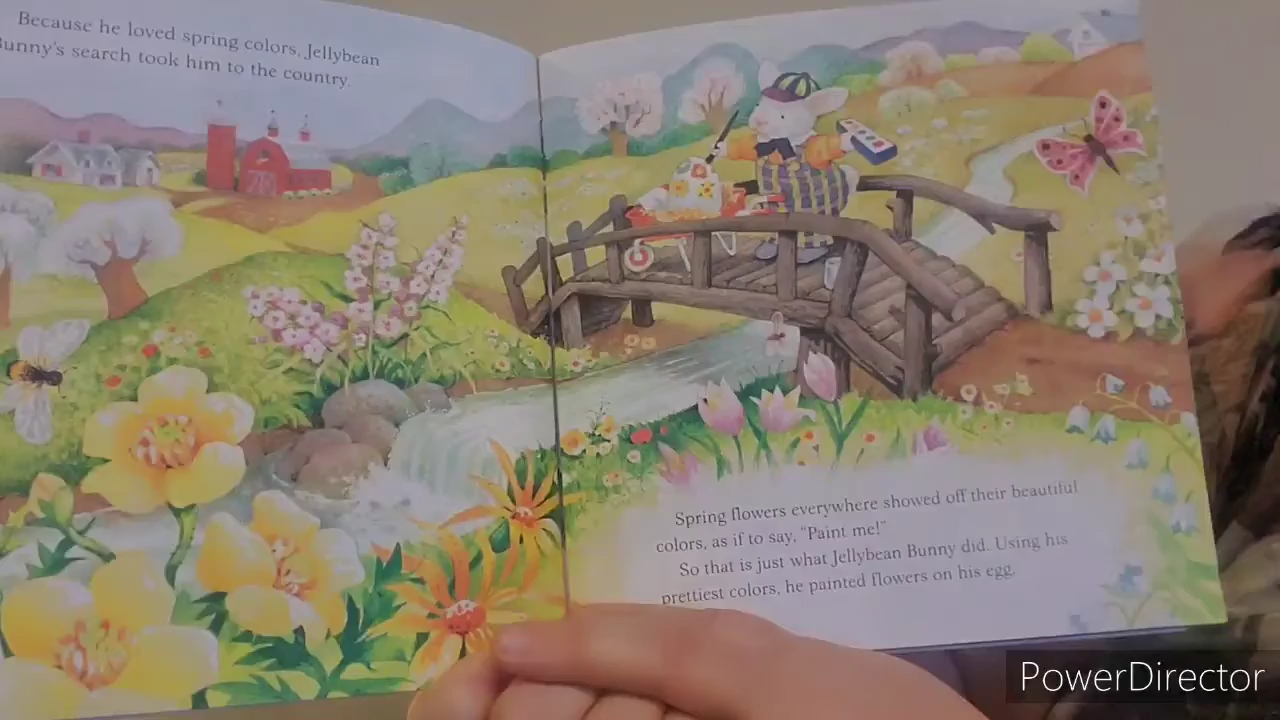 Because he loved spring colors, Jellybean
Bunny's search took him to the country.
Spring flowers everywhere showed off their beautiful
colors, as if to say, "Paint me!"
So that is just what Jellybean Bunny did. Using his
prettiest colors, he painted flowers on his egg.
PowerDirector